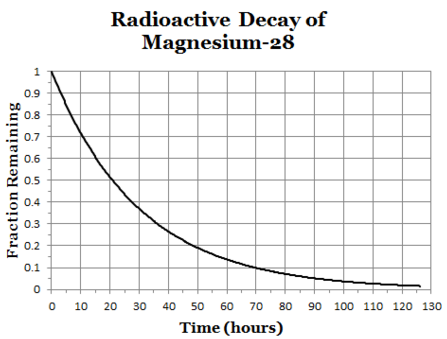 Radioactive Decay of
Magnesium-28
Fraction Remaining
1
0.9
0.8
0.7
0.6
0.5
0.4
0.3
0.2
0.1
0
0 10 20 30 40 50 60 70 80 90 100 110 120 130
Time (hours)